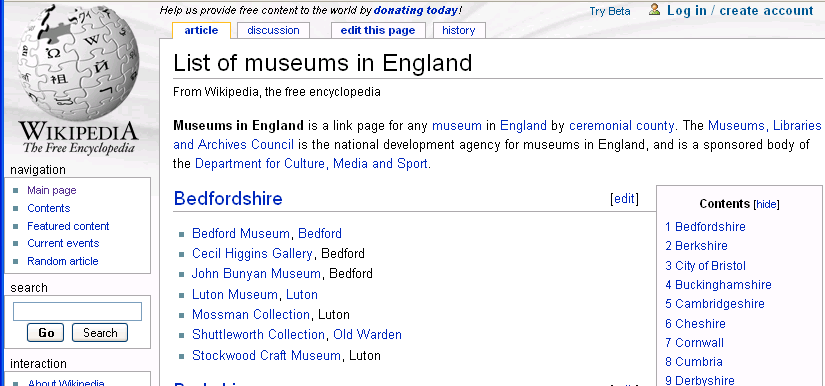 Help us provide free content to the world by donating today!
Try Beta
Log in / create account
article
discussion
edit this page
history
List of museums in England
From Wikipedia, the free encyclopedia
Museums in England is a link page for any museum in England by ceremonial county. The Museums, Libraries
and Archives Council is the national development agency for museums in England, and is a sponsored body of
the Department for Culture, Media and Sport.
WIKIPEDIA
The Free Encyclopedia
navigation
Main page
Contents
Featured content
Current events
Random article
search
Go
Search
interaction
About Wikipedia
Bedfordshire
[edit]
Bedford Museum, Bedford
Cecil Higgins Gallery, Bedford
John Bunyan Museum, Bedford
Luton Museum, Luton
Mossman Collection, Luton
Shuttleworth Collection, Old Warden
Stockwood Craft Museum, Luton
Contents [hide]
1 Bedfordshire
2 Berkshire
3 City of Bristol
4 Buckinghamshire
5 Cambridgeshire
6 Cheshire
7 Cornwall
8 Cumbria
9 Derbyshire